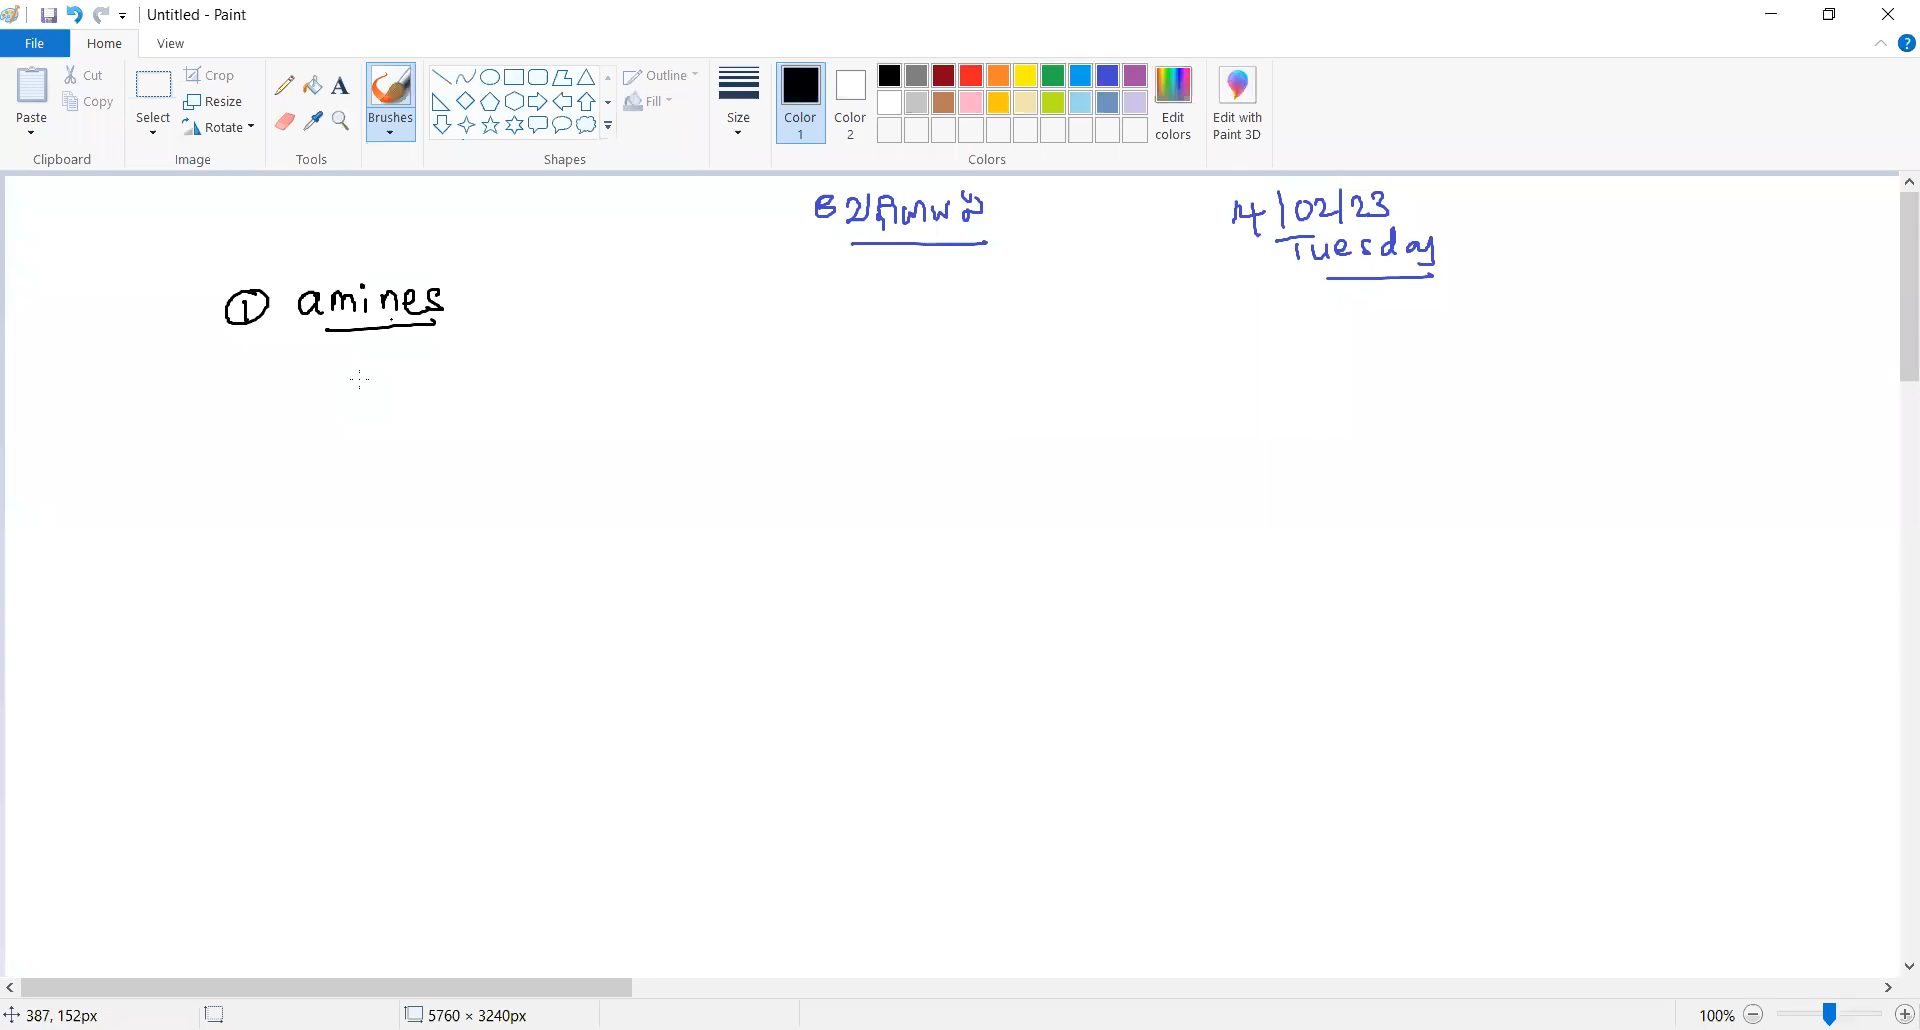 Untitled - Paint
File Home View
Paste
Cut
Copy
Clipboard
Select
Crop
Resize
Rotate
Image
Tools
Brushes
Shapes
Outline
Fill
Size
Color 1
Color 2
Colors
Edit colors
Edit with Paint 3D
/02/23
Tuesday
① amines
387, 152px
5760 × 3240px
100%